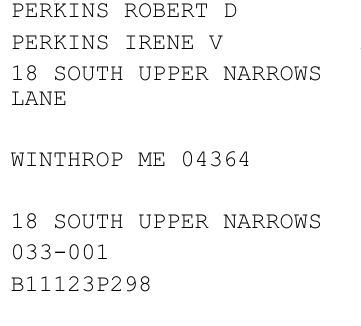 PERKINS ROBERT D
PERKINS IRENE V
18 SOUTH UPPER NARROWS
LANE
WINTHROP ME 04364
18 SOUTH UPPER NARROWS
033-001
B11123P298